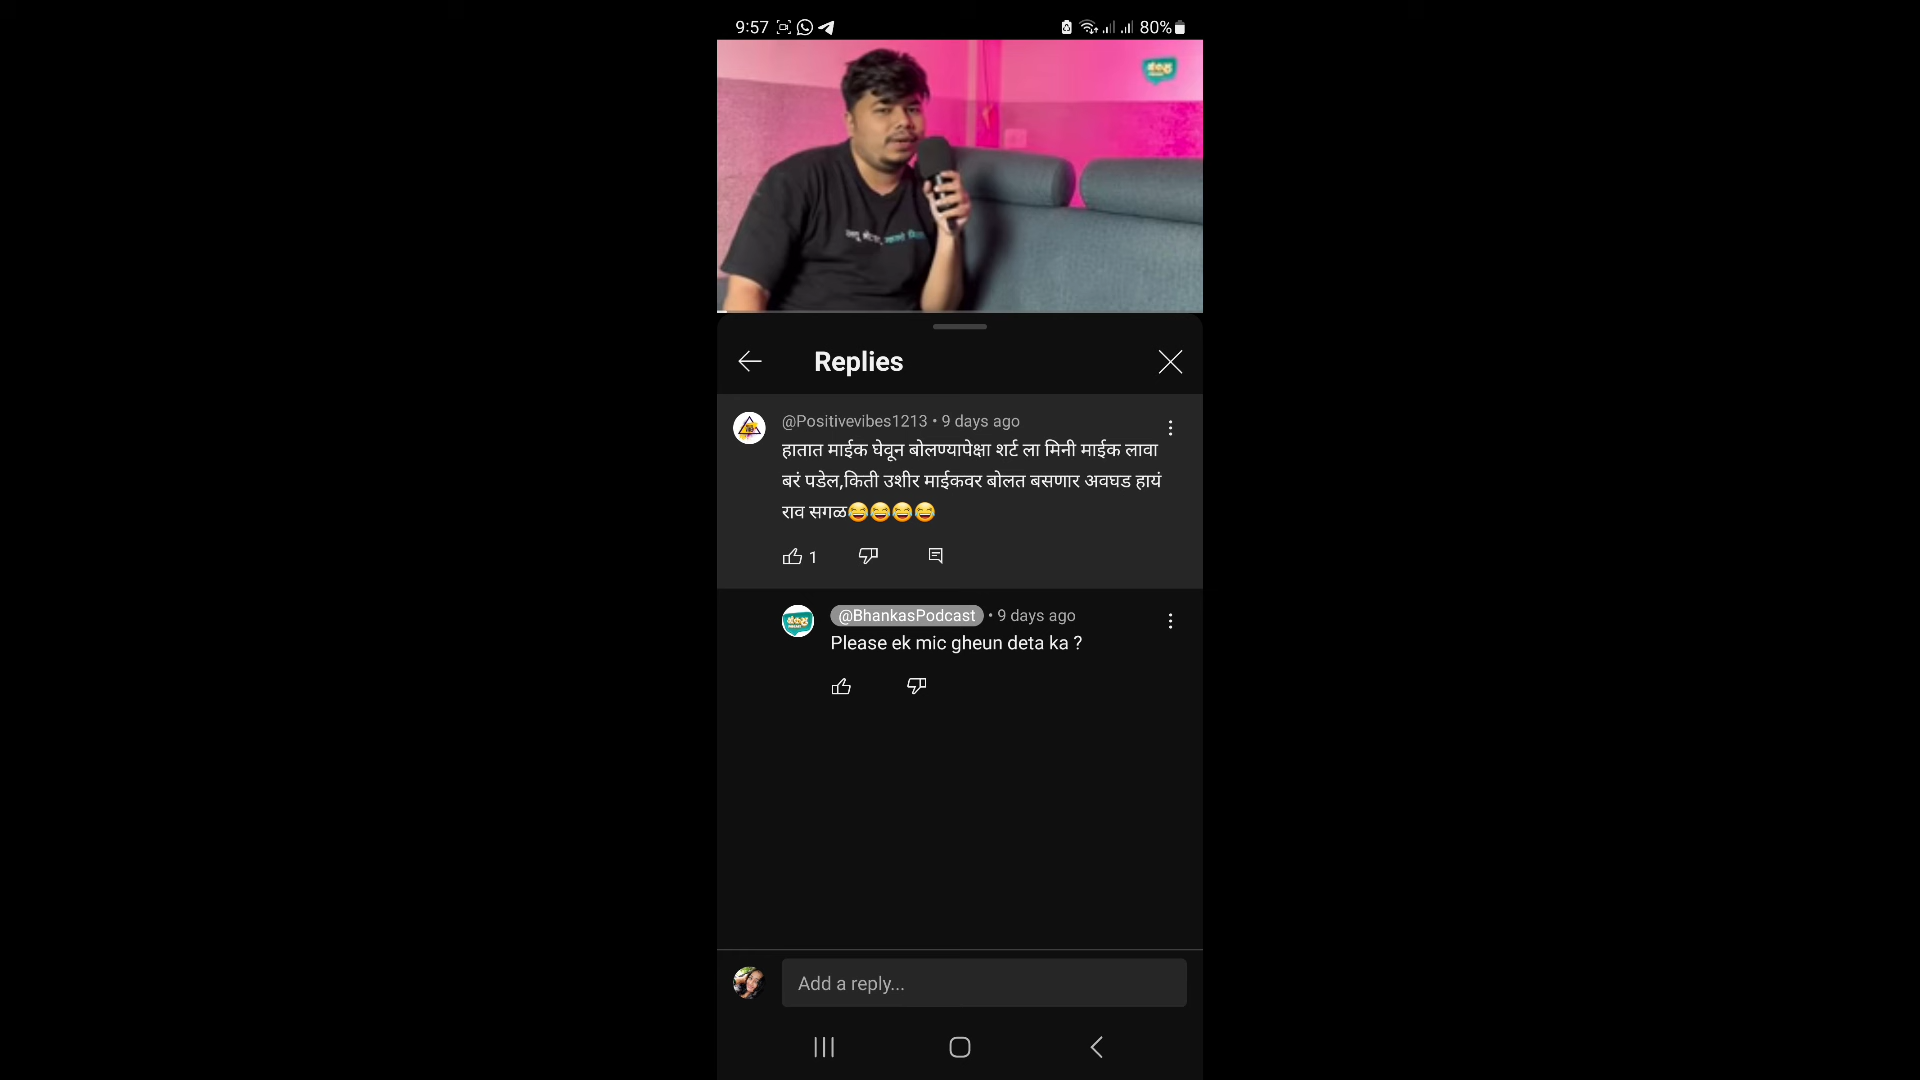 9:57
80%
Replies
@Positivevibes1213 • 9 days ago
हातात माईक घेवून बोलण्यापेक्षा शर्ट ला मिनी माईक लावा
बरं पडेल,किती उशीर माईकवर बोलत बसणार अवघड हायं
राव सगळ😂😂😂😂
1
@BhankasPodcast • 9 days ago
Please ek mic gheun deta ka ?
Add a reply...